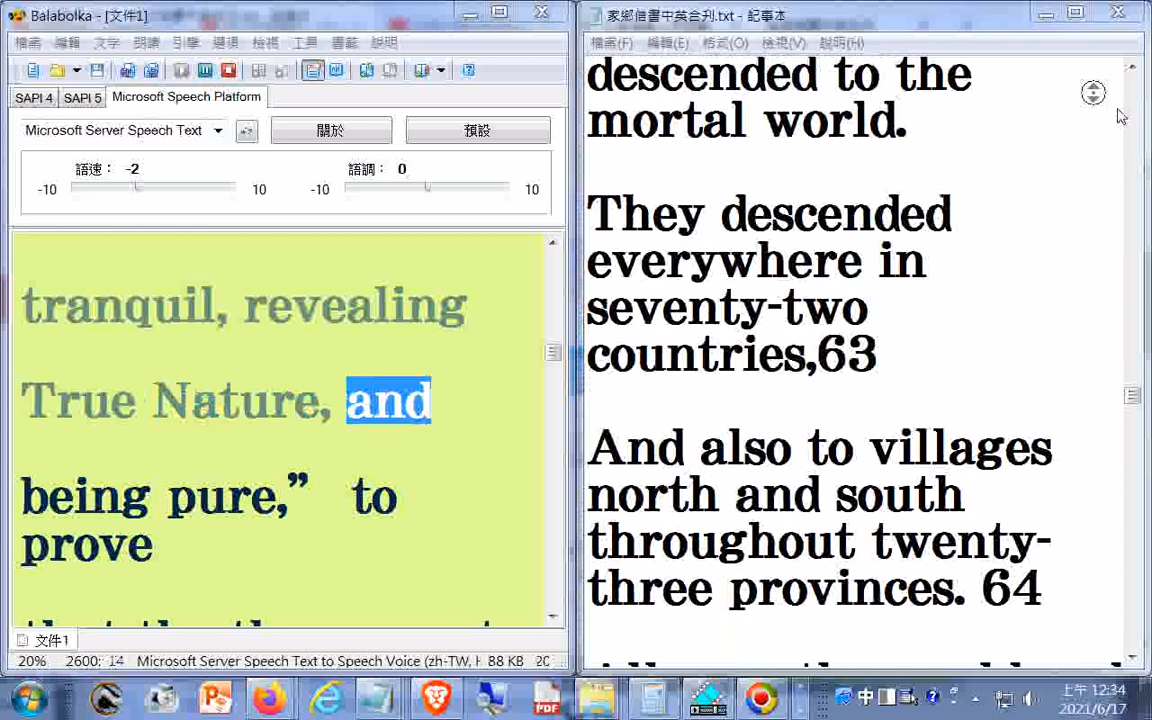 Balabolka - [文件1]
檔案 編輯 文字 朗讀 引擎 選項 檢視 工具 書籤 說明
SAPI 4 SAPI 5 Microsoft Speech Platform
Microsoft Server Speech Text 關於 預設
語速： -2 語調： 0
-10 10 -10 10
tranquil, revealing
True Nature, and
being pure,” to
prove
文件1
20% 2600: 14 Microsoft Server Speech Text to Speech Voice (zh-TW, H 88 KB
家鄉信書中英合刋.txt - 記事本
檔案(F) 編輯(E) 格式(O) 檢視(V) 說明(H)
descended to the
mortal world.
They descended
everywhere in
seventy-two
countries,63
And also to villages
north and south
throughout twenty-
three provinces. 64
中
上午 12:34
2021/6/17